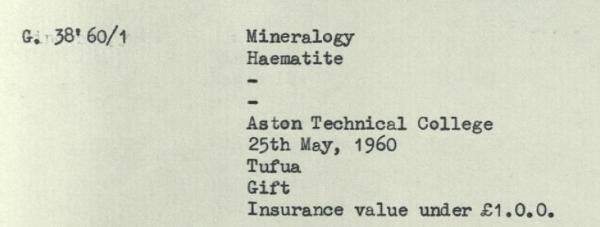 G. 38'60/1 Mineralogy
Haematite
-
-
Aston Technical College
25th May, 1960
Tufua
Gift
Insurance value under £1.0.0.